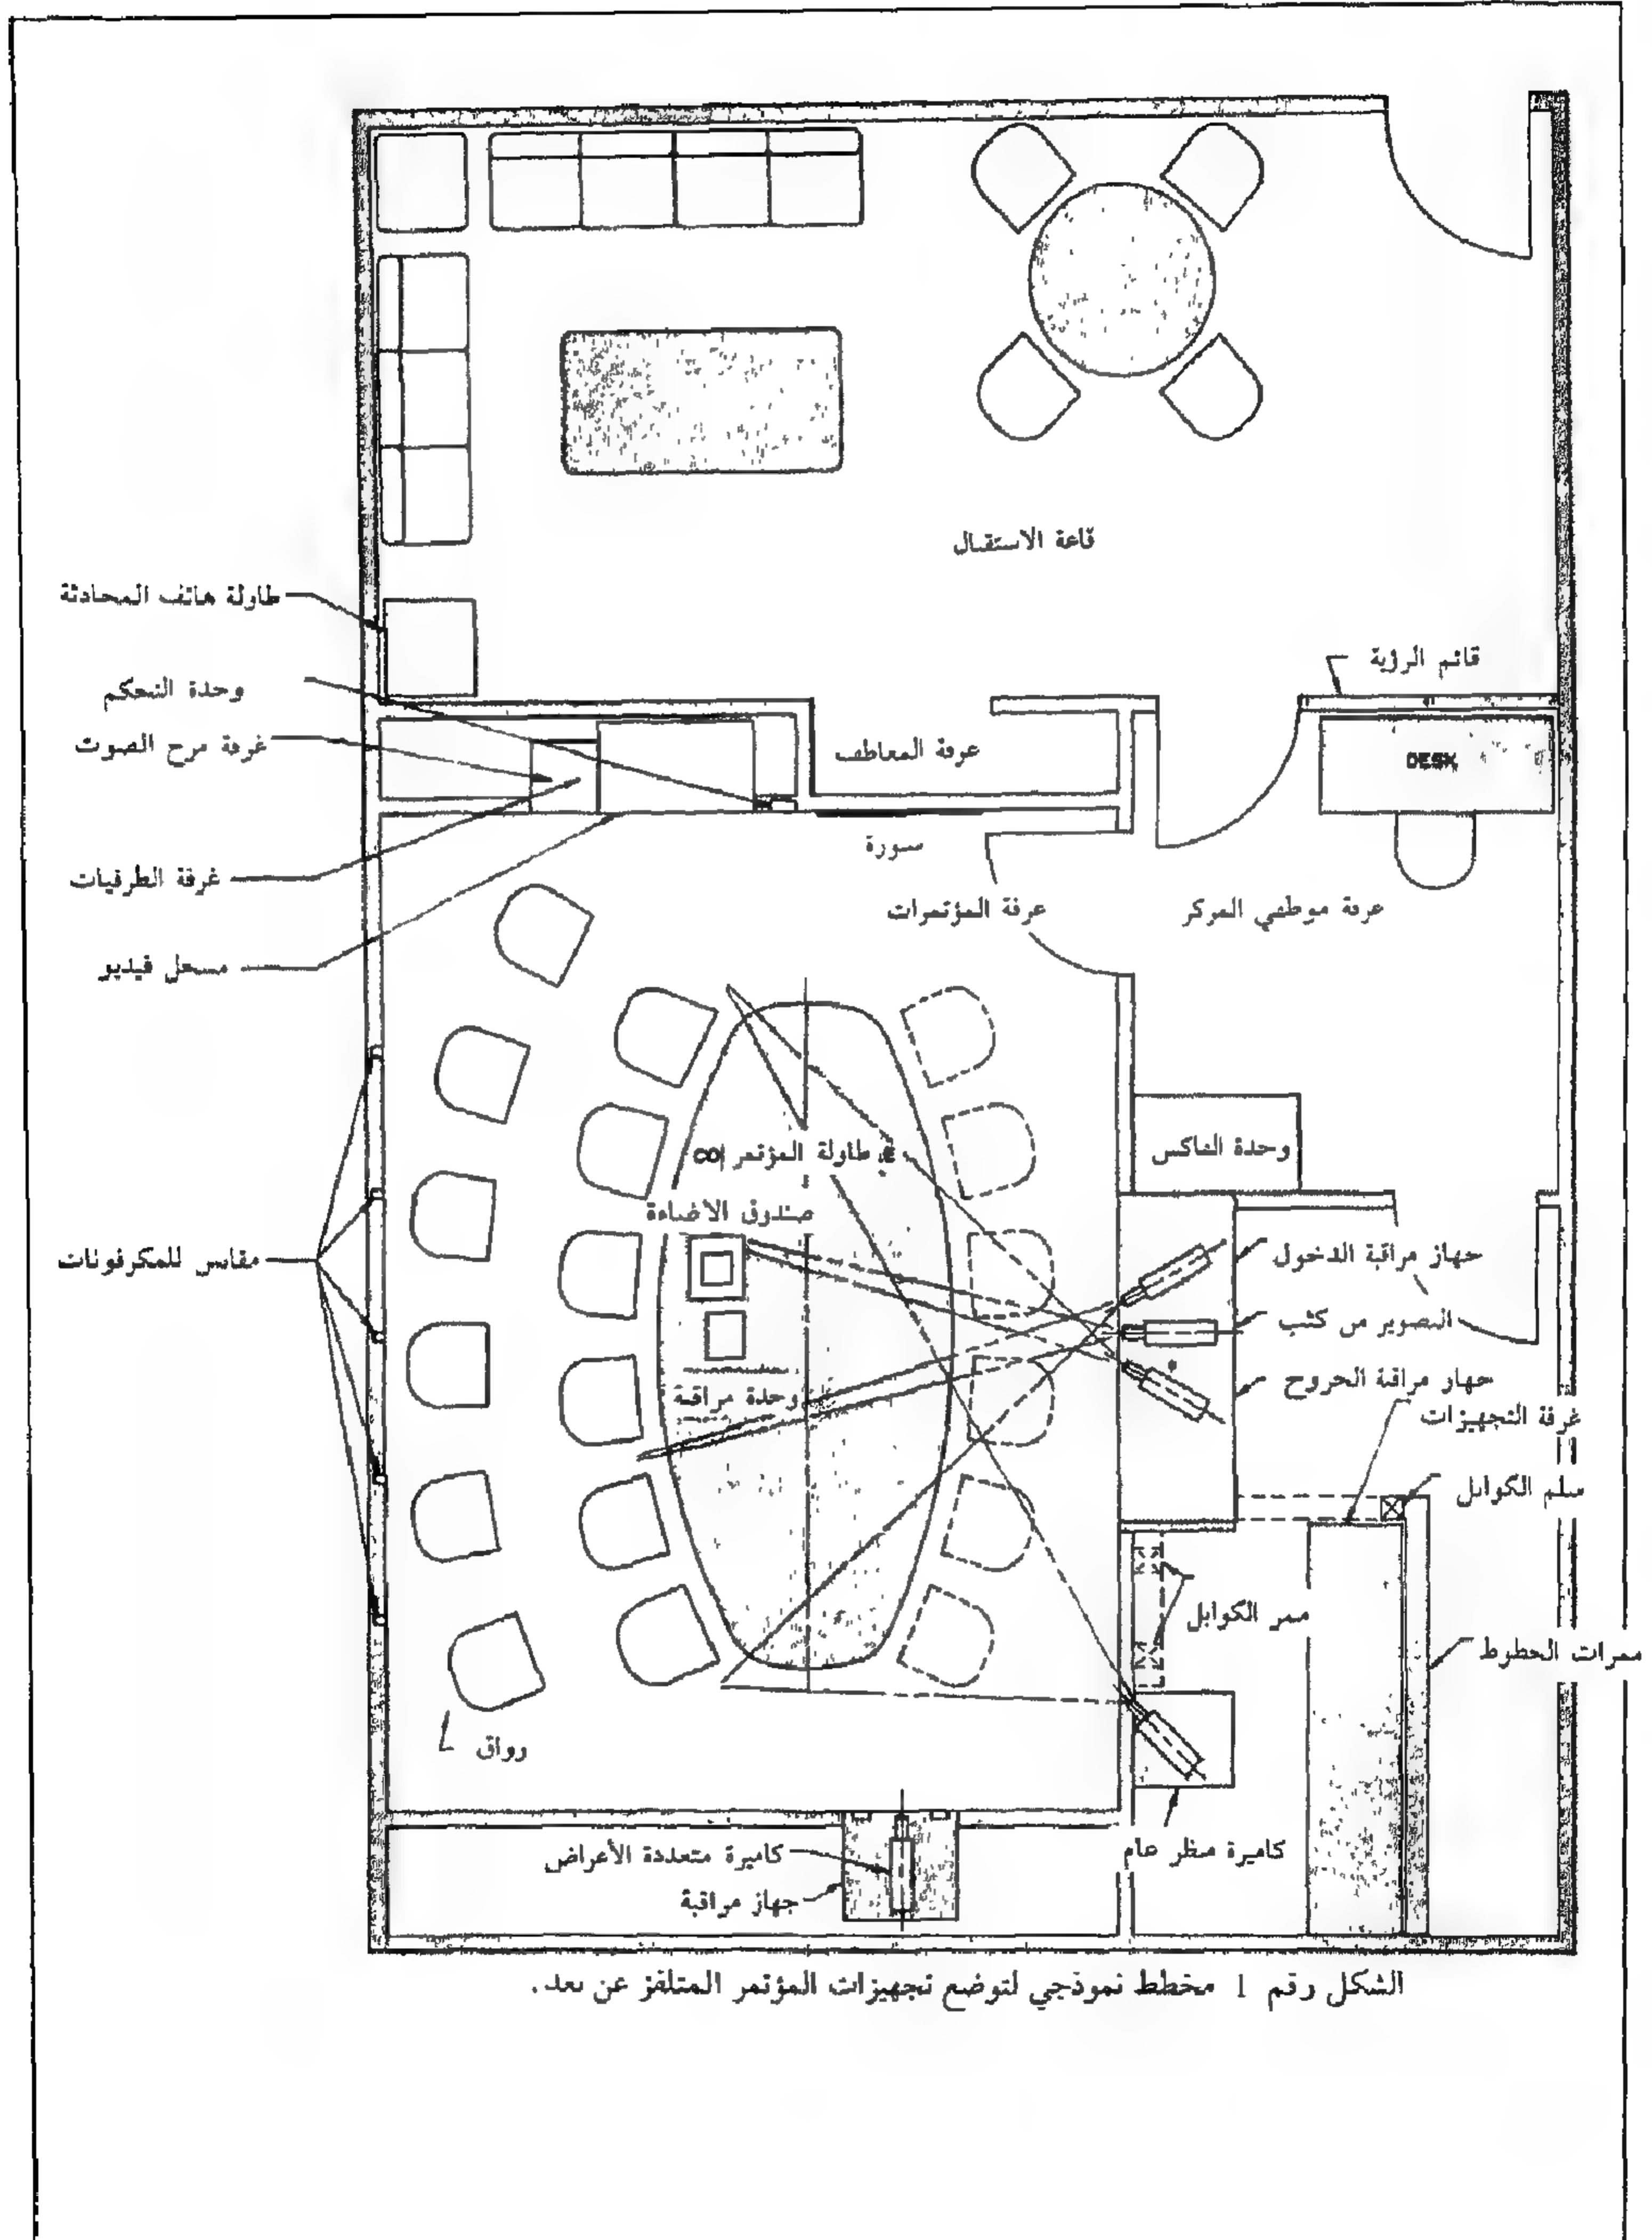 قاعة الاستقبال
طاولة هاتف المحادثة
قائم الرؤية
وحدة التحكم
غرفة مزج الصوت
غرفة المعاطف
DESK
سبورة
غرفة الطرفيات
غرفة المؤتمرات
غرفة موظفي المركز
مسجل فيديو
وحدة الفاكس
CO طاولة المؤتمر E
صندوق الاضاءة
مقابس للمكرفونات
جهاز مراقبة الدخول
التصوير من كثب
جهاز مراقبة الخروج
وحدة مراقبة
غرفة التجهيزات
سلم الكوابل
ممر الكوابل
ممرات الخطوط
رواق
كاميرة منظر عام
كاميرة متعددة الأغراض
جهاز مراقبة
الشكل رقم 1 مخطط نموذجي لتوضع تجهيزات المؤتمر المتلفز عن بعد.